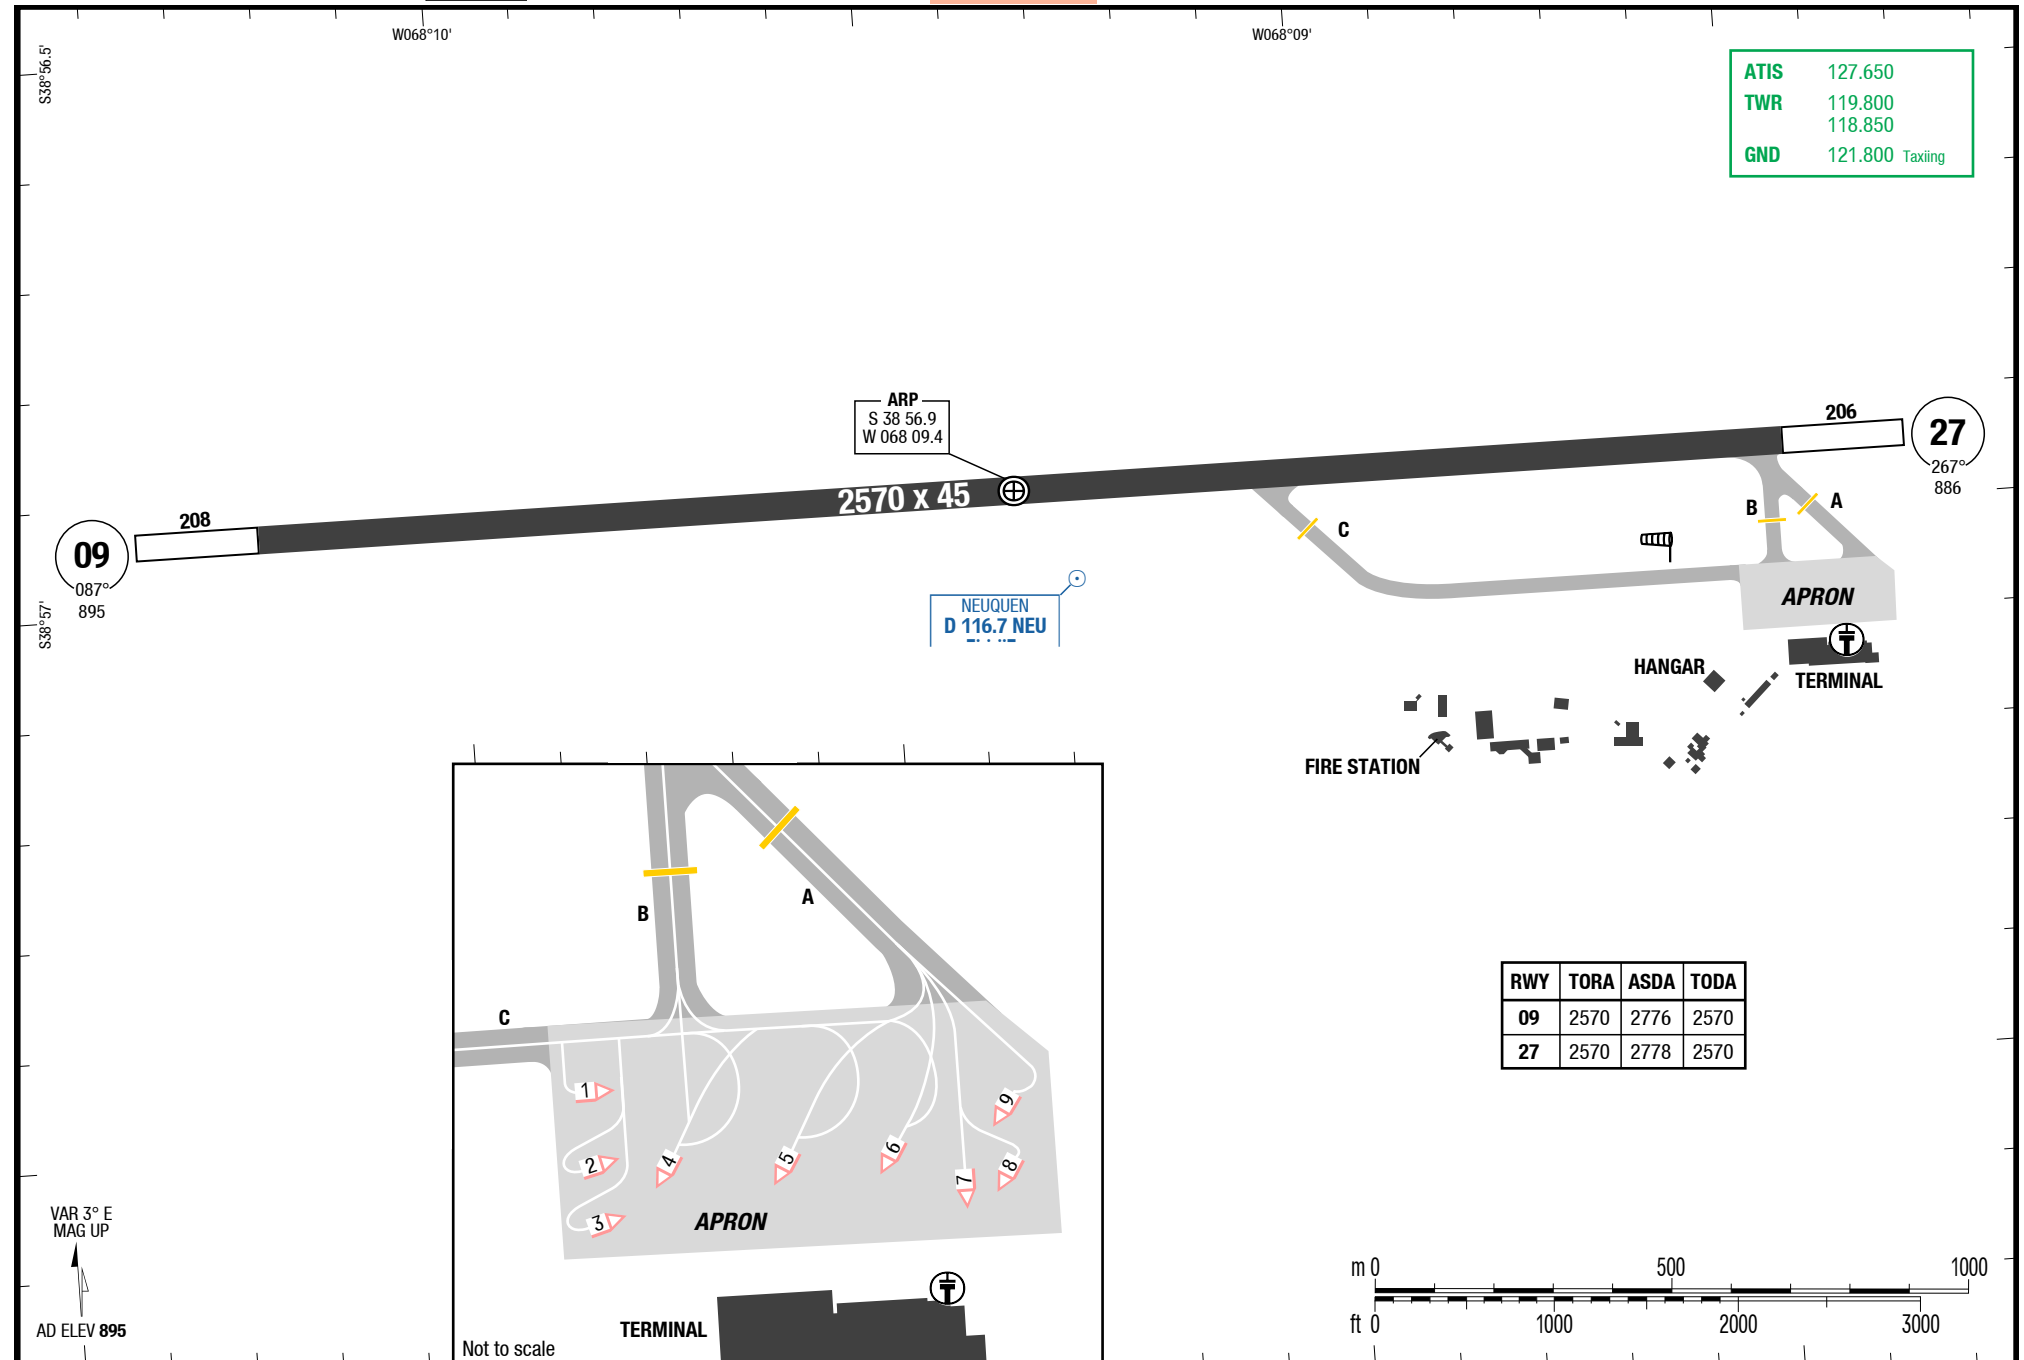 W068°10'
W068°09'
S38°56.5'
ATIS 127.650
TWR 119.800
118.850
GND 121.800 Taxiing
ARP
S 38 56.9
W 068 09.4
206
27
267°
886
2570 x 45
208
09
087°
895
B
A
C
S38°57'
NEUQUEN
D 116.7 NEU
APRON
HANGAR
TERMINAL
FIRE STATION
B
A
C
1
2
3
4
5
6
7
8
9
APRON
TERMINAL
Not to scale
RWY TORA ASDA TODA
09 2570 2776 2570
27 2570 2778 2570
VAR 3° E
MAG UP
AD ELEV 895
m 0 500 1000
ft 0 1000 2000 3000